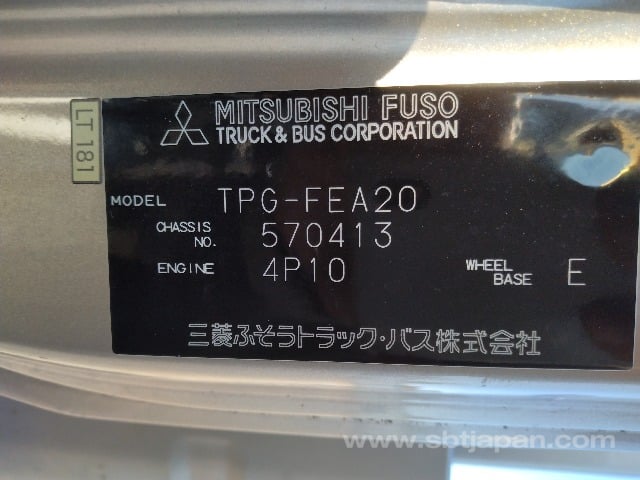 LT181
MITSUBISHI FUSO
TRUCK & BUS CORPORATION
MODEL TPG-FEA20
CHASSIS NO. 570413
ENGINE 4P10 WHEEL BASE E
三菱ふそうトラック・バス株式会社
www.sbtjapan.com